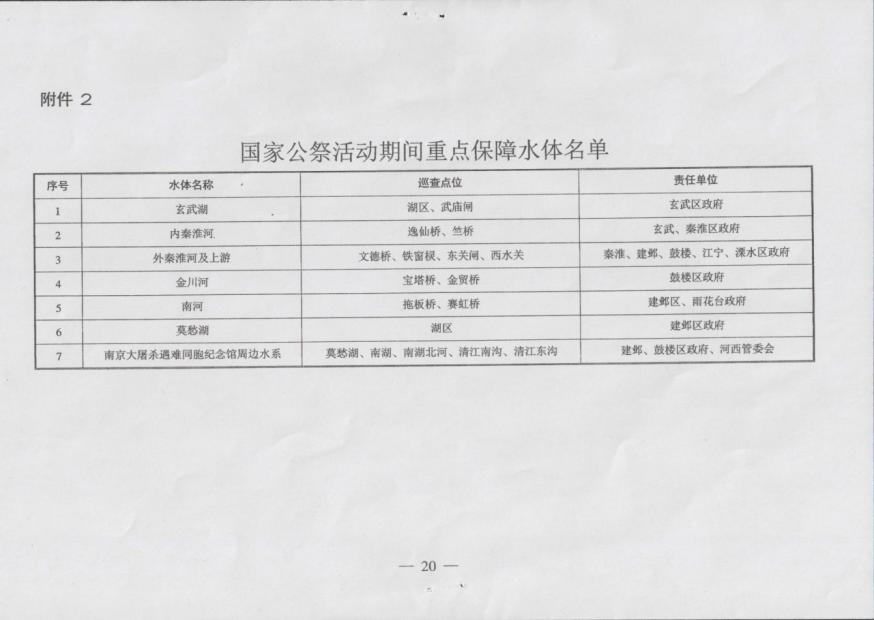 附件 2
国家公祭活动期间重点保障水体名单
序号 水体名称 巡查点位 责任单位
1 玄武湖 湖区、武庙闸 玄武区政府
2 内秦淮河 逸仙桥、竺桥 玄武、秦淮区政府
3 外秦淮河及上游 文德桥、铁窗棂、东关闸、西水关 秦淮、建邺、鼓楼、江宁、溧水区政府
4 金川河 宝塔桥、金贸桥 鼓楼区政府
5 南河 拖板桥、赛虹桥 建邺区、雨花台政府
6 莫愁湖 湖区 建邺区政府
7 南京大屠杀遇难同胞纪念馆周边水系 莫愁湖、南湖、南湖北河、清江南沟、清江东沟 建邺、鼓楼区政府、河西管委会
— 20 —